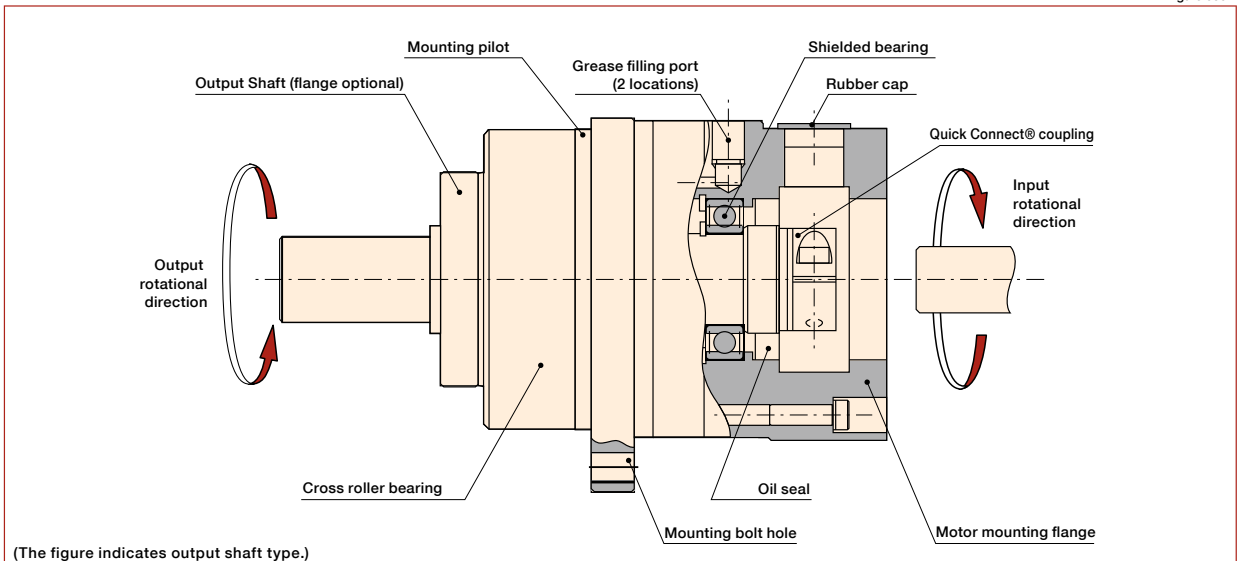 Mounting pilot
Shielded bearing
Grease filling port
(2 locations)
Output Shaft (flange optional)
Rubber cap
Quick Connect® coupling
Input
rotational
direction
Output
rotational
direction
Cross roller bearing
Oil seal
Mounting bolt hole
Motor mounting flange
(The figure indicates output shaft type.)